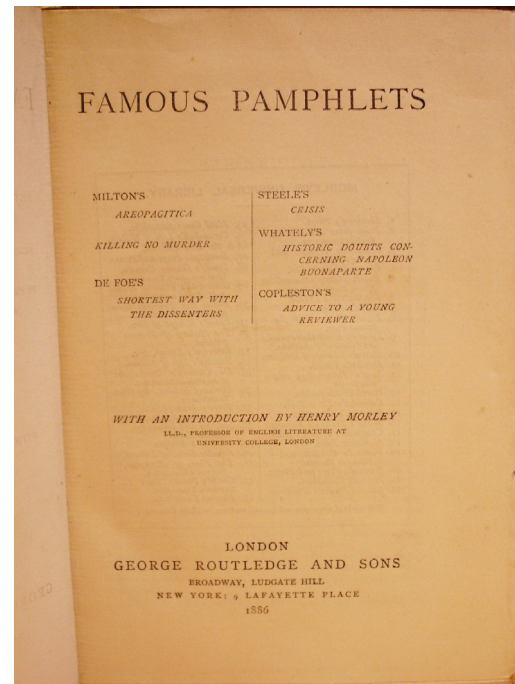 FAMOUS PAMPHLETS
MILTON'S
AREOPAGITICA
KILLING NO MURDER
DE FOE'S
SHORTEST WAY WITH
THE DISSENTERS
STEELE'S
CRISIS
WHATELY'S
HISTORIC DOUBTS CON-
CERNING NAPOLEON
BUONAPARTE
COPLESTON'S
ADVICE TO A YOUNG
REVIEWER
WITH AN INTRODUCTION BY HENRY MORLEY
LL.D., PROFESSOR OF ENGLISH LITERATURE AT
UNIVERSITY COLLEGE, LONDON
LONDON
GEORGE ROUTLEDGE AND SONS
BROADWAY, LUDGATE HILL
NEW YORK: 9 LAFAYETTE PLACE
1886